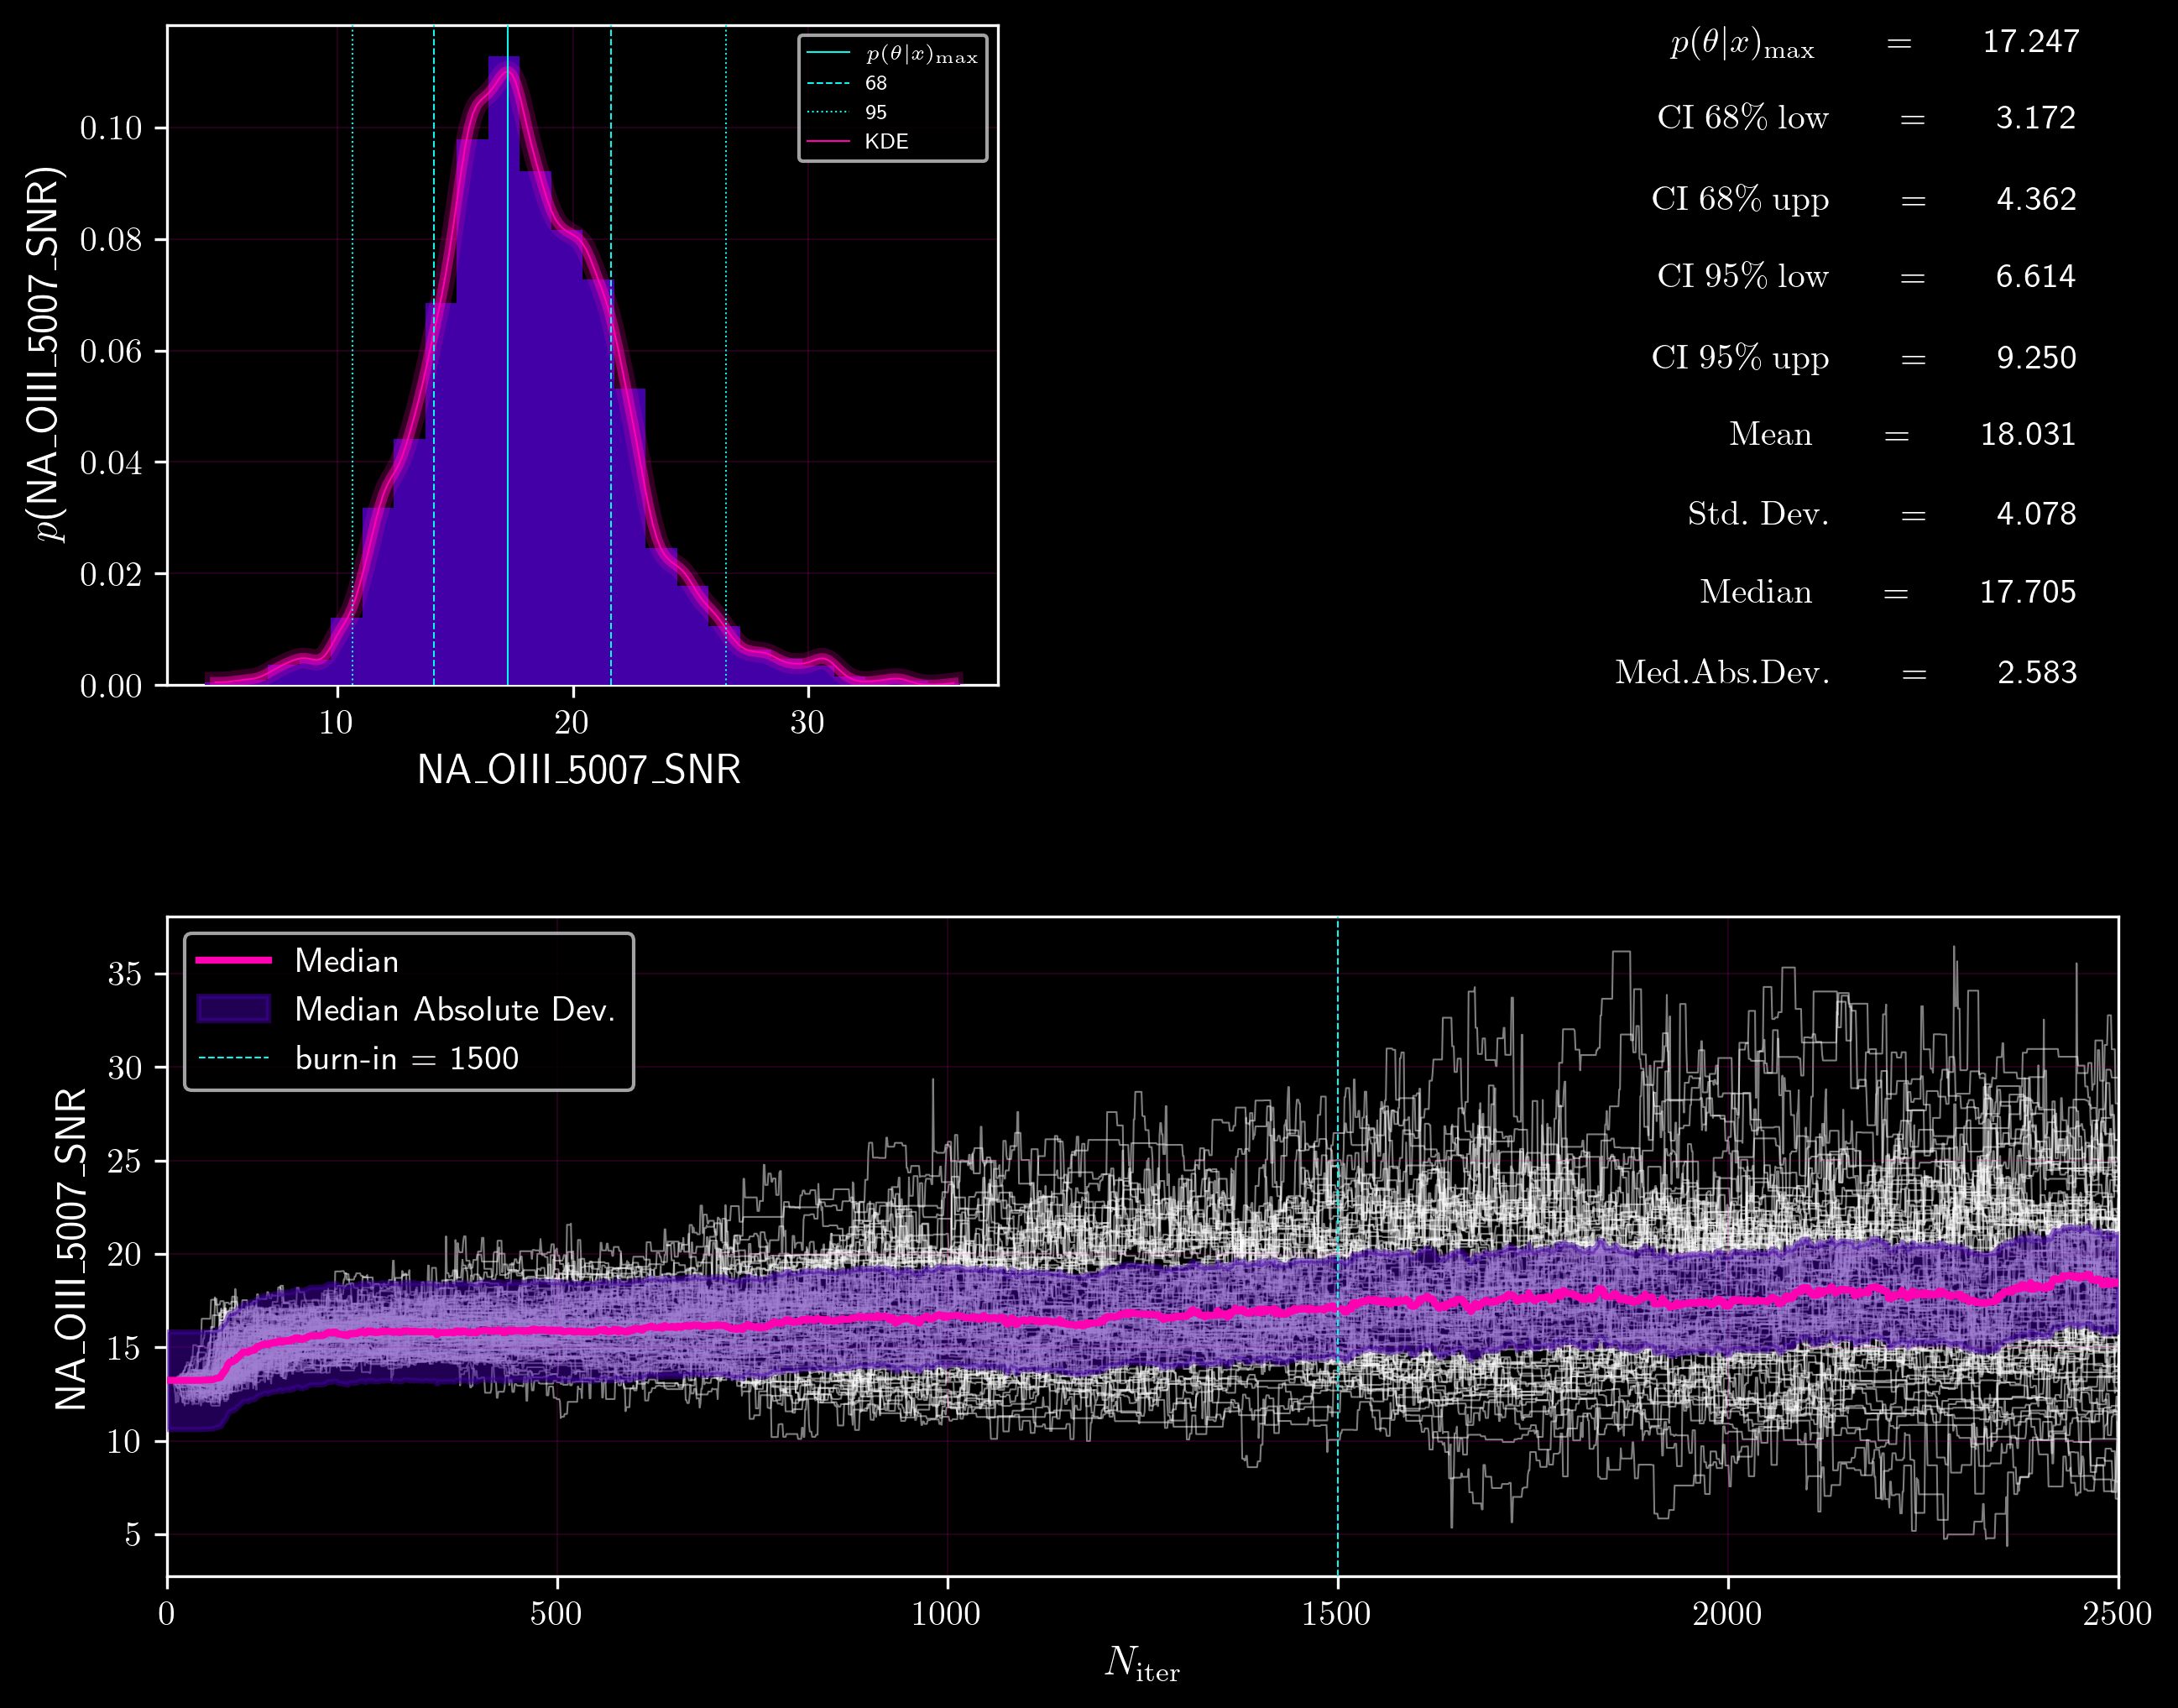 p(θ|x)max
68
95
KDE
0.10
0.08
0.06
0.04
0.02
0.00
p(NA_OIII_5007_SNR)
10 20 30
NA_OIII_5007_SNR
p(θ|x)max = 17.247
CI 68% low = 3.172
CI 68% upp = 4.362
CI 95% low = 6.614
CI 95% upp = 9.250
Mean = 18.031
Std. Dev. = 4.078
Median = 17.705
Med.Abs.Dev. = 2.583
Median
Median Absolute Dev.
burn-in = 1500
35
30
25
20
15
10
5
NA_OIII_5007_SNR
0 500 1000 1500 2000 2500
Niter